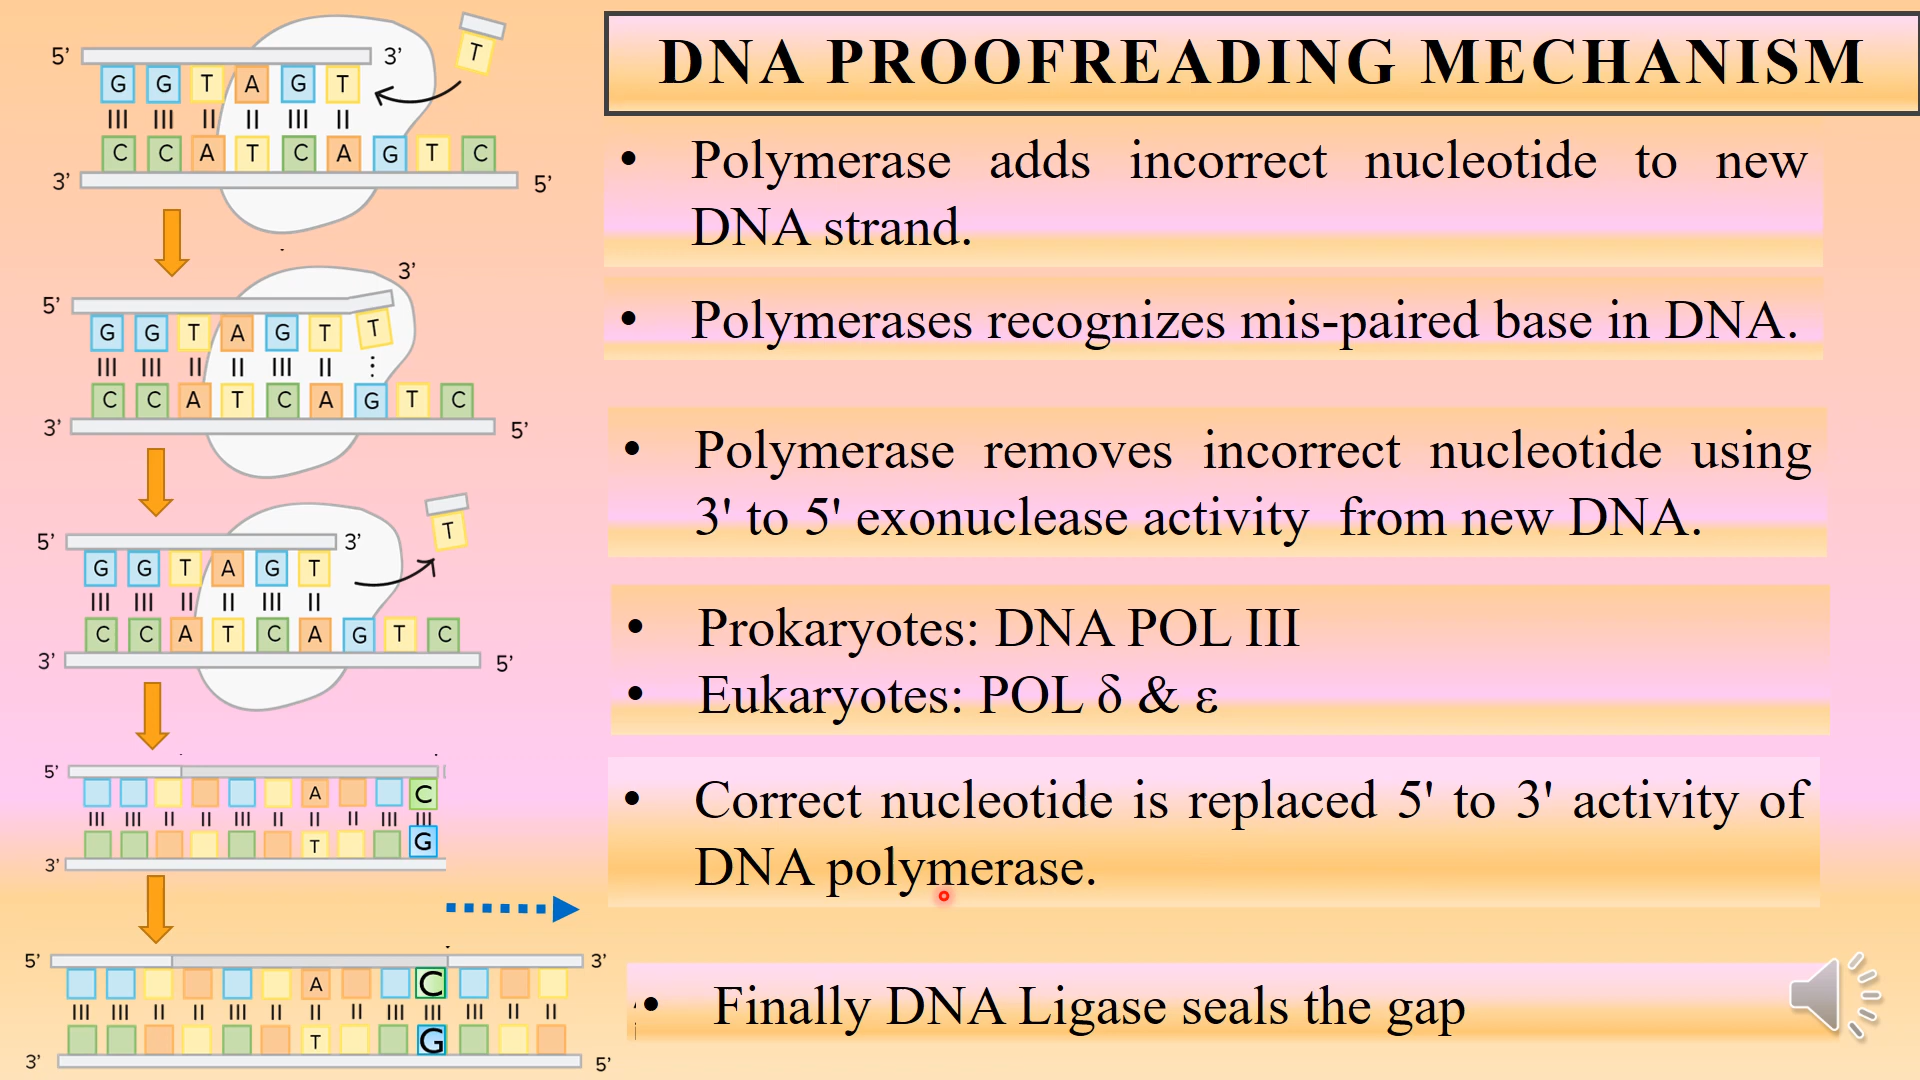 DNA PROOFREADING MECHANISM
• Polymerase adds incorrect nucleotide to new
DNA strand.
• Polymerases recognizes mis-paired base in DNA.
• Polymerase removes incorrect nucleotide using
3' to 5' exonuclease activity from new DNA.
• Prokaryotes: DNA POL III
• Eukaryotes: POL δ & ε
• Correct nucleotide is replaced 5' to 3' activity of
DNA polymerase.
• Finally DNA Ligase seals the gap
T
5’ 3’
G G T A G T
C C A T C A G T C
3’ 5’
3’
5’
G G T A G T T
C C A T C A G T C
3’ 5’
T
5’ 3’
G G T A G T
C C A T C A G T C
3’ 5’
5’
A C
T G
3’
5’ 3’
A C
T G
3’ 5’